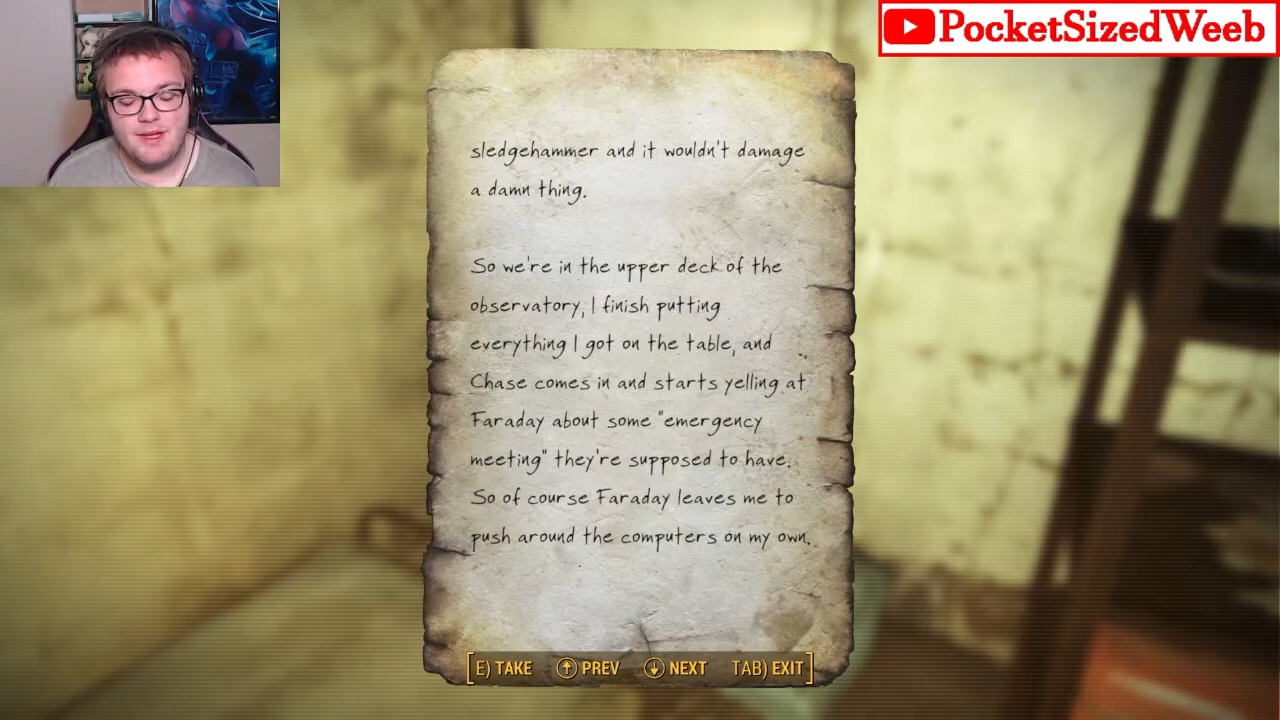 PocketSizedWeeb
sledgehammer and it wouldn't damage
a damn thing.
So we're in the upper deck of the
observatory, I finish putting
everything I got on the table, and
Chase comes in and starts yelling at
Faraday about some "emergency
meeting" they're supposed to have.
So of course Faraday leaves me to
push around the computers on my own.
E) TAKE PREV NEXT TAB) EXIT